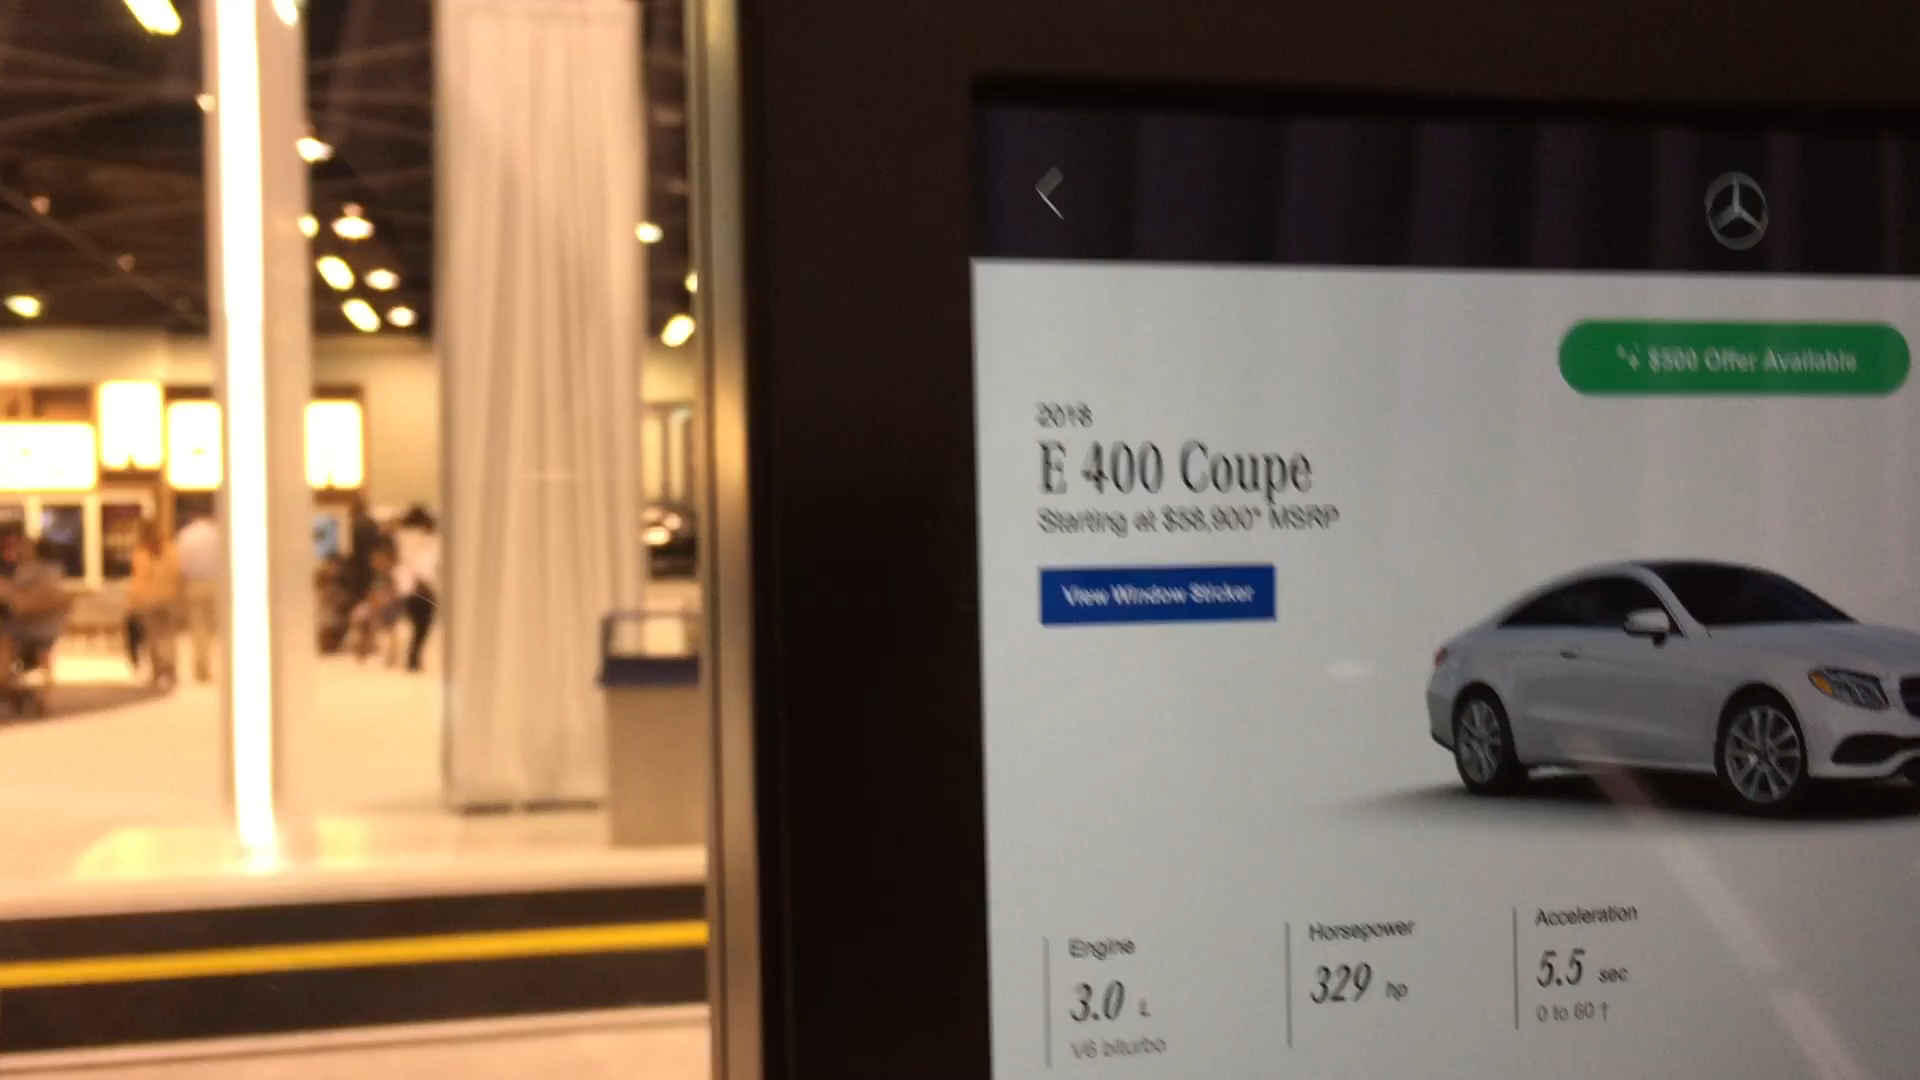 $500 Offer Available
2018
E 400 Coupe
Starting at $58,900* MSRP
View Window Sticker
Engine
3.0 L
V6 biturbo
Horsepower
329 hp
Acceleration
5.5 sec
0 to 60 †